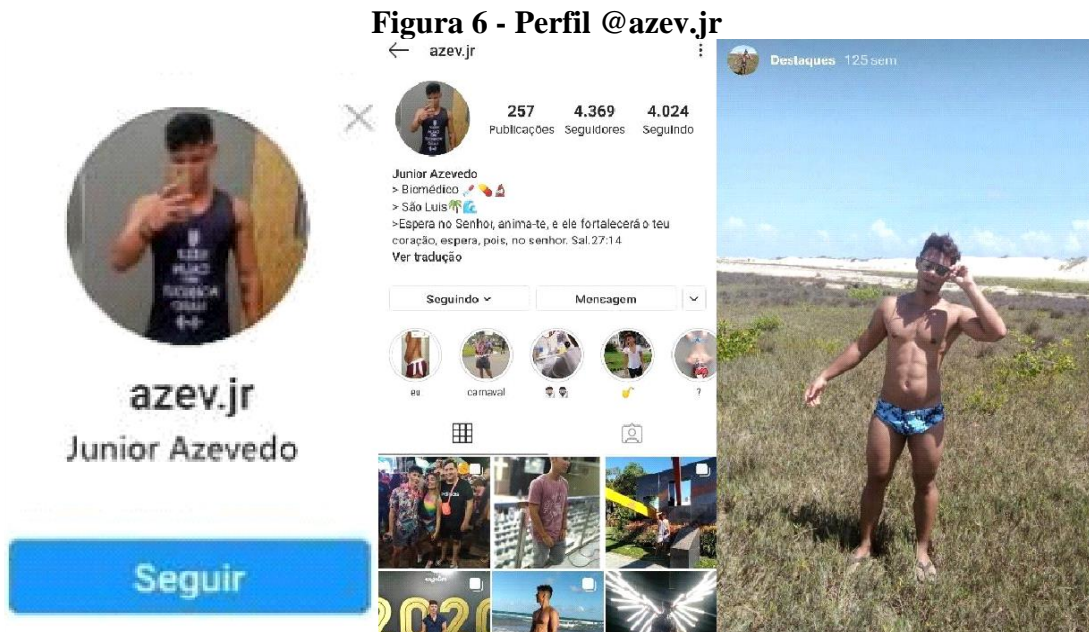 Figura 6 - Perfil @azev.jr
azev.jr
Junior Azevedo
Seguir
azev.jr
257 4.369 4.024
Publicações Seguidores Seguindo
Junior Azevedo
> Biomédico
> São Luis
>Espera no Senhor, anima-te, e ele fortalecerá o teu
coração, espera, pois, no senhor. Sal.27:14
Ver tradução
Seguindo Mensagem
eu carnaval ?
2020
Destaques 125 sem